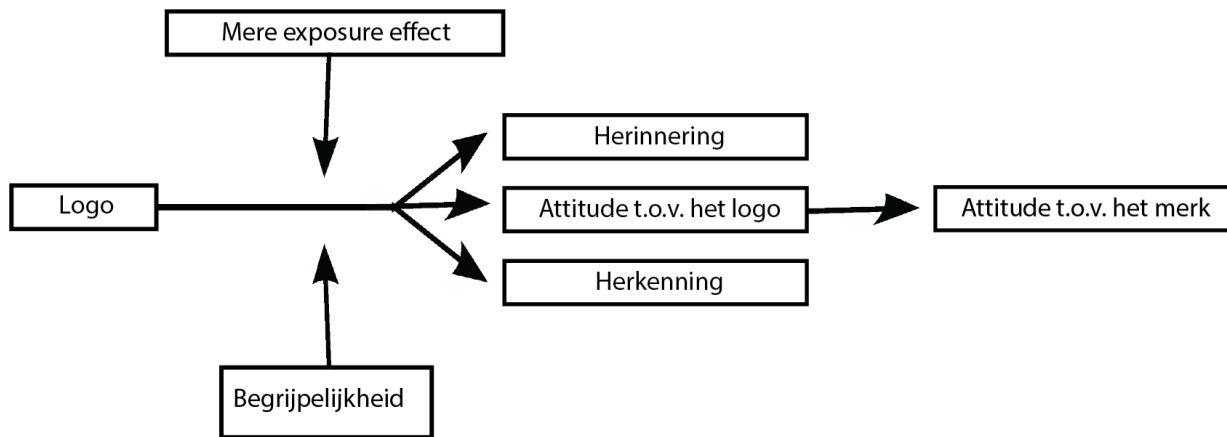 Mere exposure effect
Herinnering
Logo
Attitude t.o.v. het logo
Attitude t.o.v. het merk
Herkenning
Begrijpelijkheid